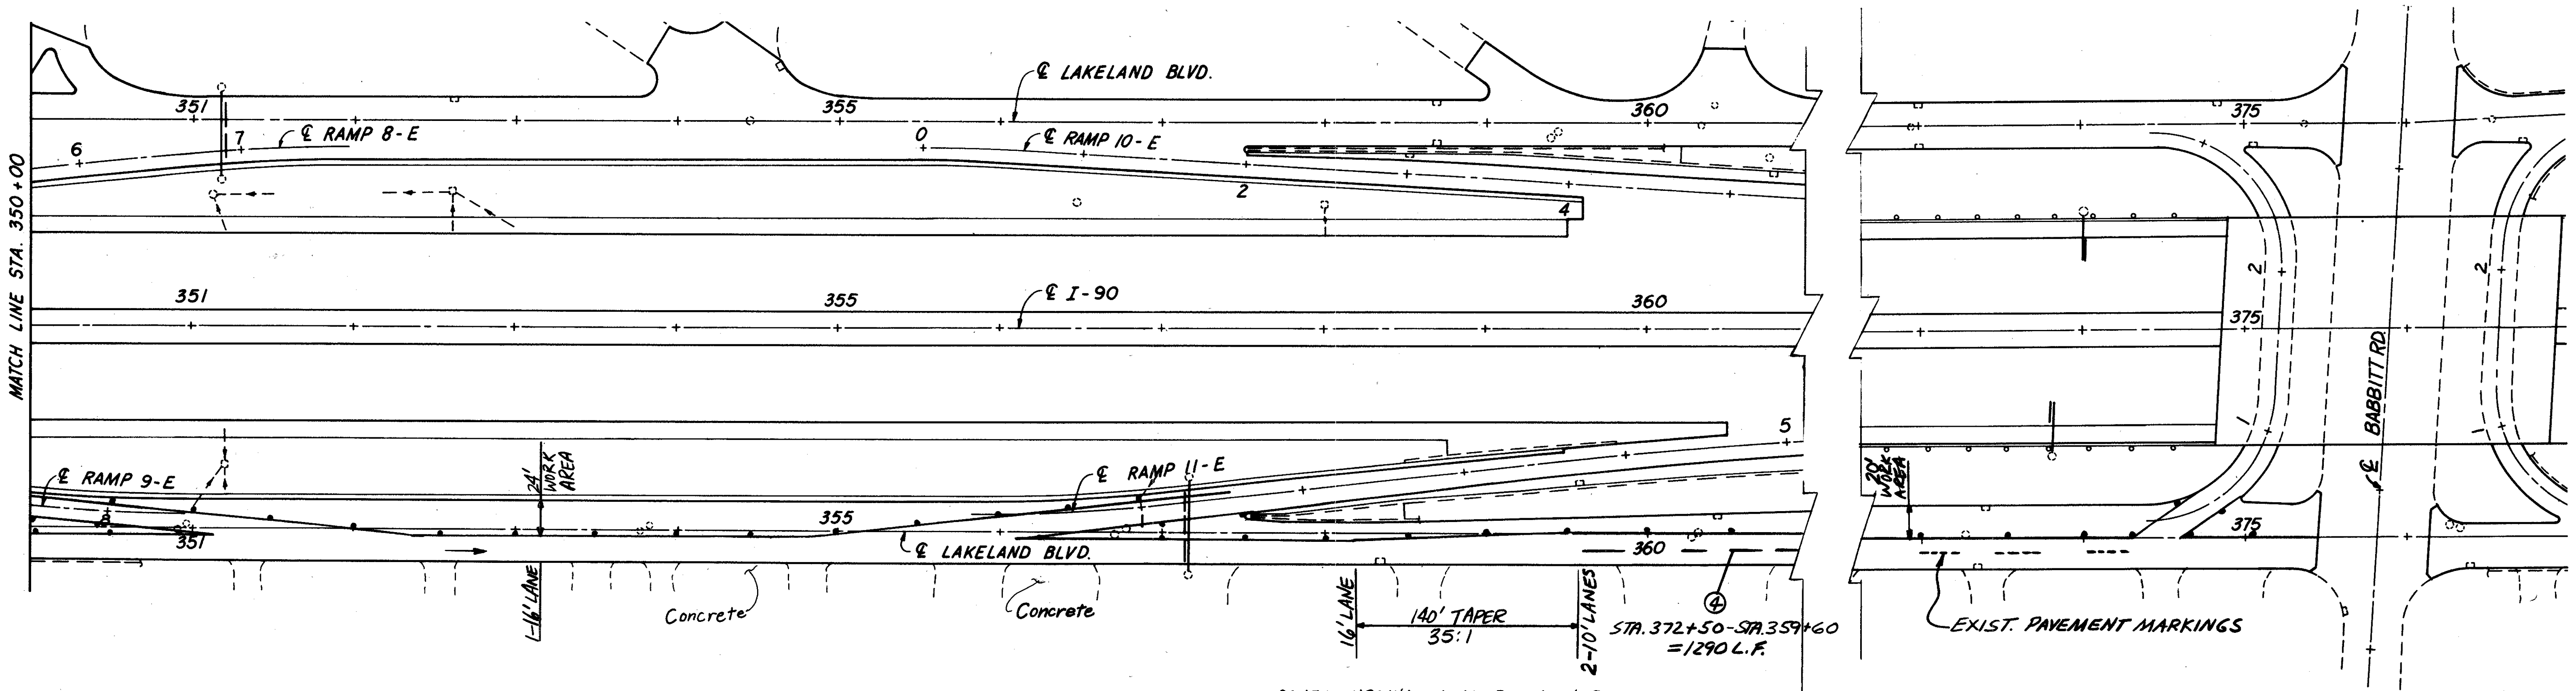 MATCH LINE STA. 350+00
℄ LAKELAND BLVD.
351
355
360
375
6
7
℄ RAMP 8-E
0
℄ RAMP 10-E
2
4
351
℄ I-90
355
360
375
2
2
1
1
℄ BABBITT RD.
℄ RAMP 9-E
8
351
24'
WORK
AREA
355
℄ RAMP 11-E
5
℄ LAKELAND BLVD.
360
20'
WORK
AREA
375
1-16' LANE
Concrete
Concrete
16' LANE
140' TAPER
35:1
2-10' LANES
4
STA. 372+50-STA. 359+60
=1290 L.F.
EXIST. PAVEMENT MARKINGS